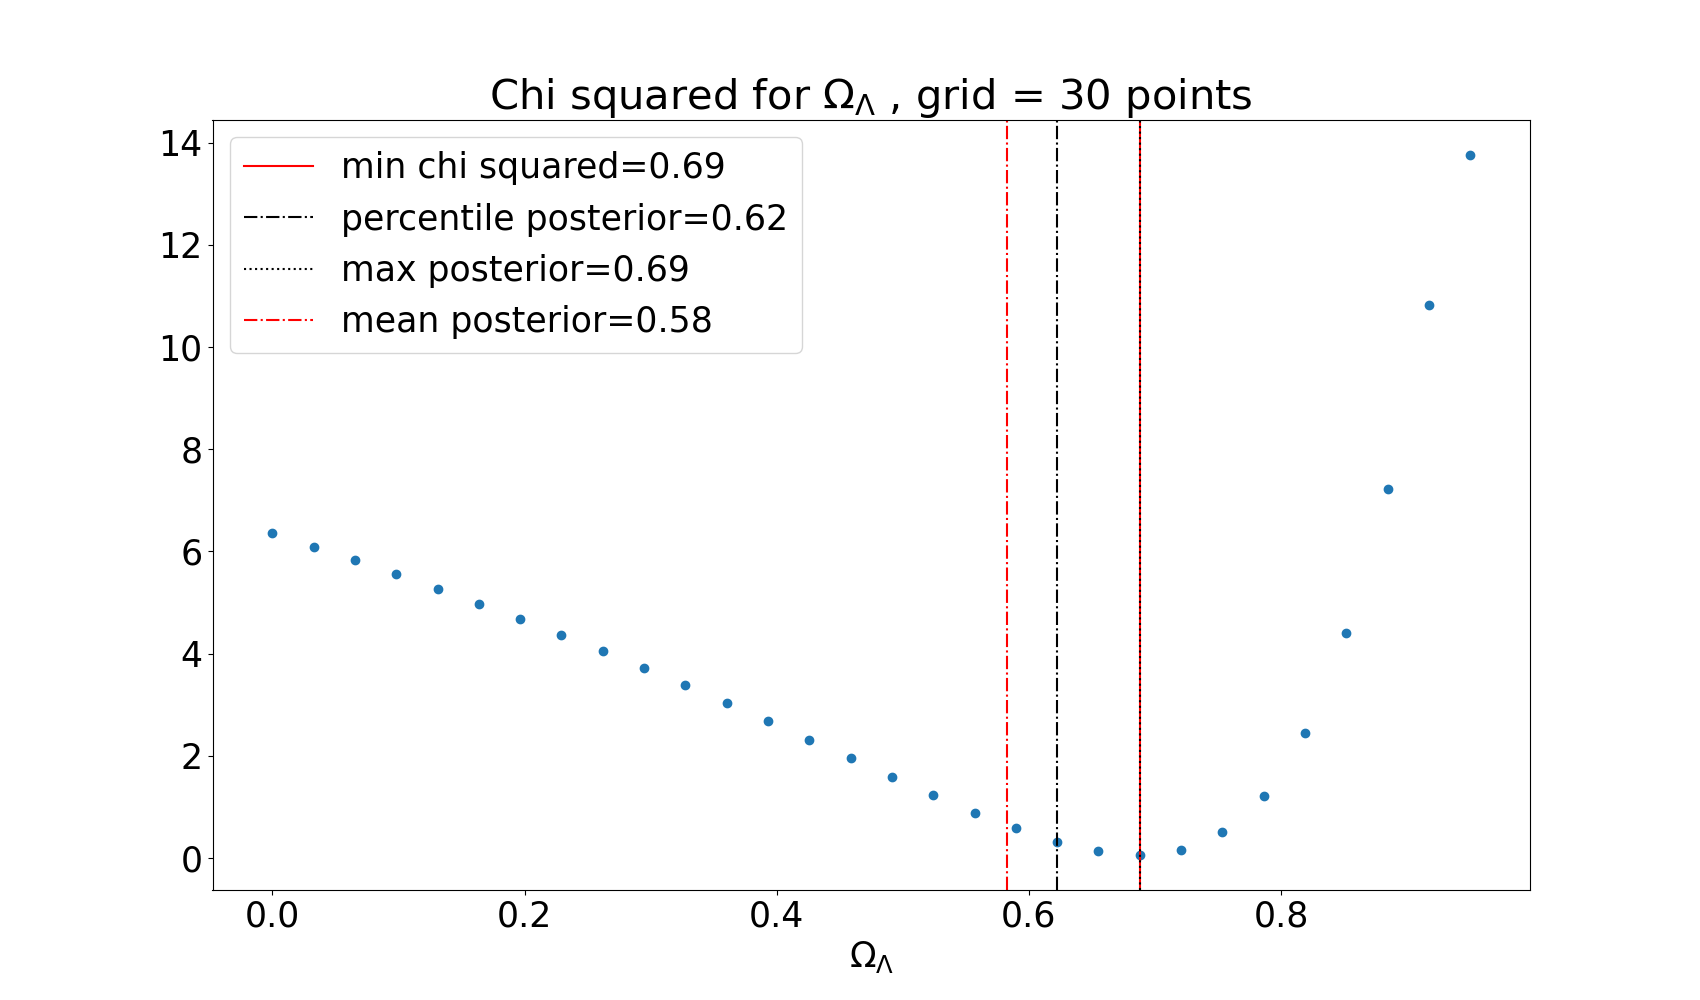 Chi squared for Ω_Λ , grid = 30 points
min chi squared=0.69
percentile posterior=0.62
max posterior=0.69
mean posterior=0.58
14
12
10
8
6
4
2
0
0.0 0.2 0.4 0.6 0.8
Ω_Λ